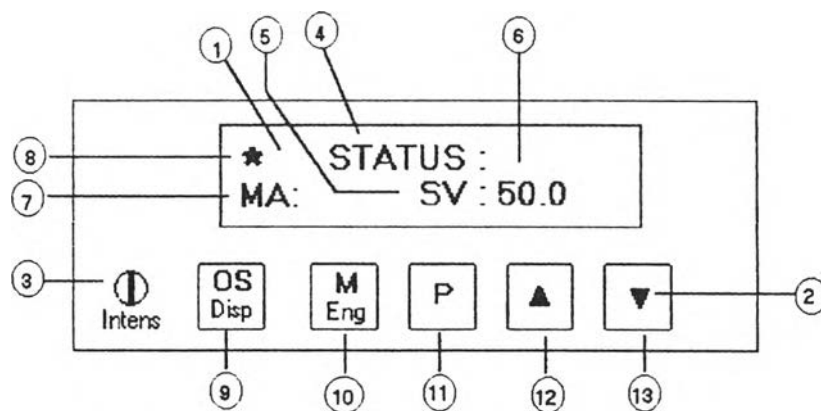 1 5 4 6
8 * STATUS :
7 MA: SV : 50.0
3 Intens OS Disp M Eng P ▲ ▼ 2
9 10 11 12 13